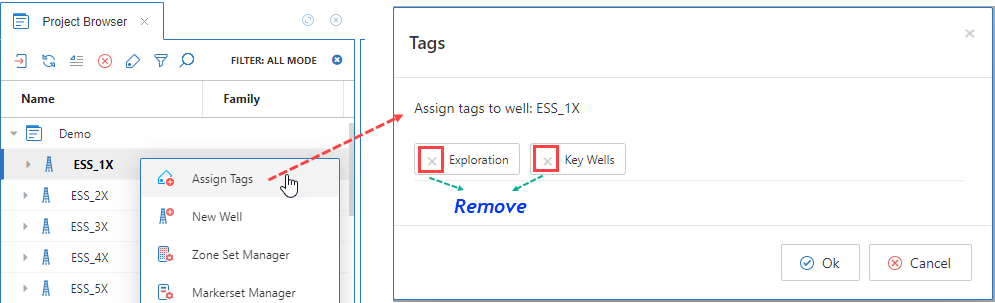 Project Browser
FILTER: ALL MODE
Name Family
Demo
ESS_1X
ESS_2X
ESS_3X
ESS_4X
ESS_5X
Assign Tags
New Well
Zone Set Manager
Markerset Manager
Tags
Assign tags to well: ESS_1X
Exploration Key Wells
Remove
Ok Cancel